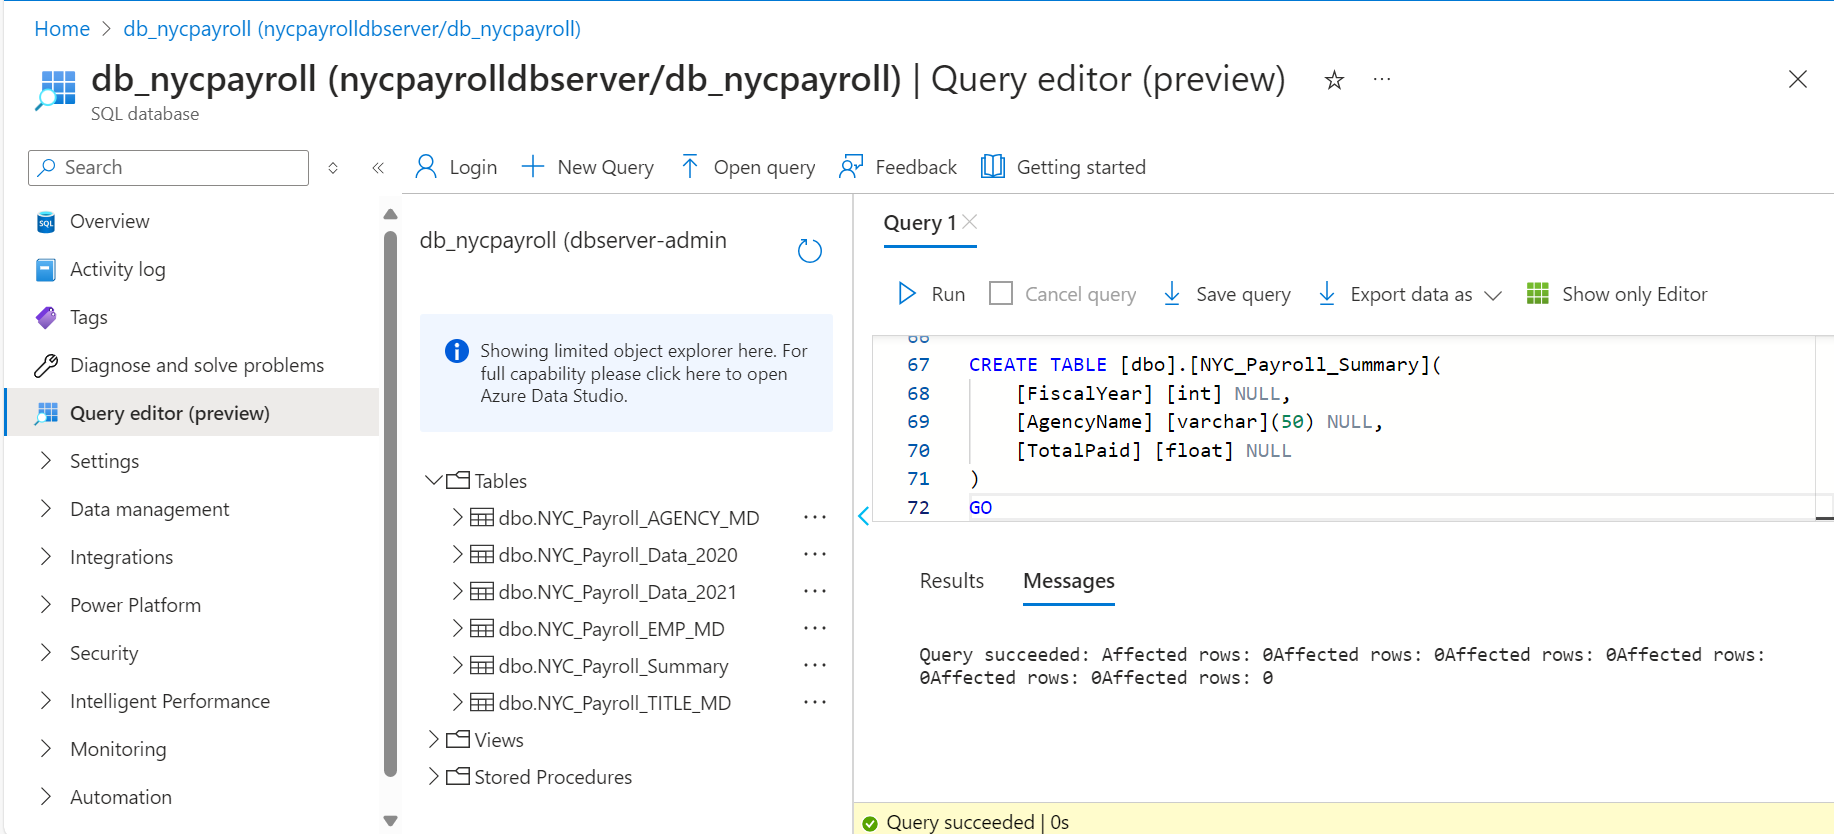 Home > db_nycpayroll (nycpayrolldbserver/db_nycpayroll)
db_nycpayroll (nycpayrolldbserver/db_nycpayroll) | Query editor (preview)
SQL database
Search
Login
New Query
Open query
Feedback
Getting started
SQL
Overview
Activity log
Tags
Diagnose and solve problems
Query editor (preview)
Settings
Data management
Integrations
Power Platform
Security
Intelligent Performance
Monitoring
Automation
db_nycpayroll (dbserver-admin
Showing limited object explorer here. For
full capability please click here to open
Azure Data Studio.
Tables
dbo.NYC_Payroll_AGENCY_MD
dbo.NYC_Payroll_Data_2020
dbo.NYC_Payroll_Data_2021
dbo.NYC_Payroll_EMP_MD
dbo.NYC_Payroll_Summary
dbo.NYC_Payroll_TITLE_MD
Views
Stored Procedures
Query 1
Run
Cancel query
Save query
Export data as
Show only Editor
66
67 CREATE TABLE [dbo].[NYC_Payroll_Summary](
68 [FiscalYear] [int] NULL,
69 [AgencyName] [varchar](50) NULL,
70 [TotalPaid] [float] NULL
71 )
72 GO
Results
Messages
Query succeeded: Affected rows: 0Affected rows: 0Affected rows: 0Affected rows:
0Affected rows: 0Affected rows: 0
Query succeeded | 0s